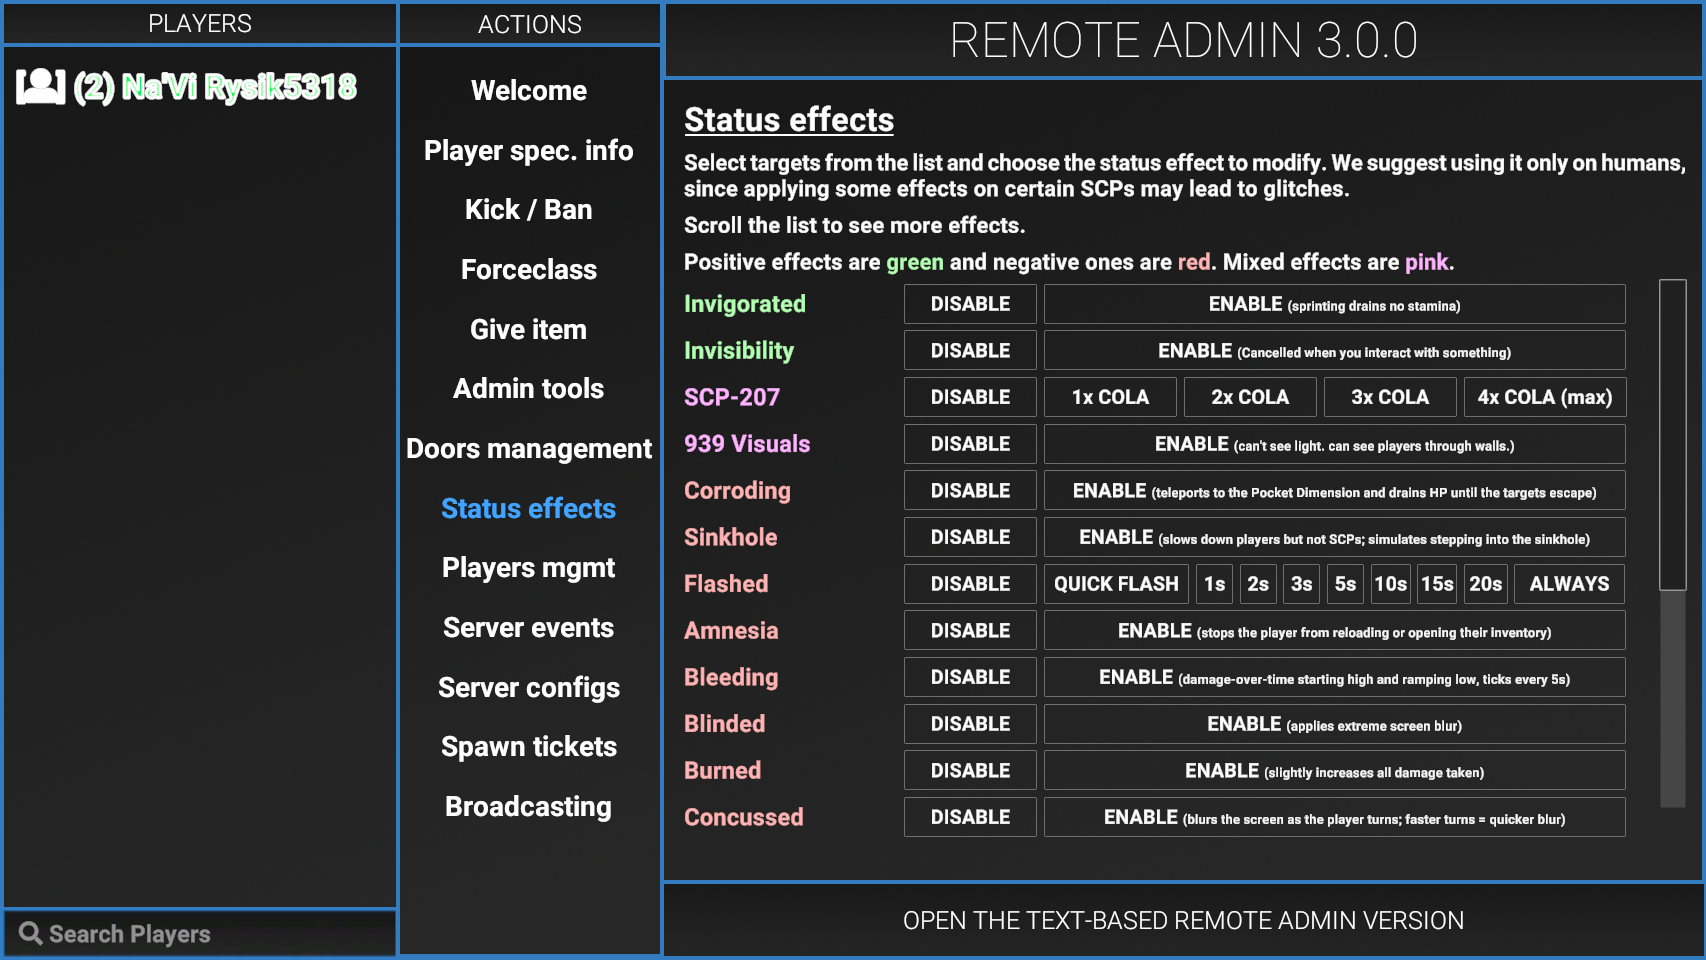 PLAYERS
(2) Na'Vi Rysik5318
Search Players
ACTIONS
Welcome
Player spec. info
Kick / Ban
Forceclass
Give item
Admin tools
Doors management
Status effects
Players mgmt
Server events
Server configs
Spawn tickets
Broadcasting
REMOTE ADMIN 3.0.0
Status effects
Select targets from the list and choose the status effect to modify. We suggest using it only on humans,
since applying some effects on certain SCPs may lead to glitches.
Scroll the list to see more effects.
Positive effects are green and negative ones are red. Mixed effects are pink.
Invigorated DISABLE ENABLE (sprinting drains no stamina)
Invisibility DISABLE ENABLE (Cancelled when you interact with something)
SCP-207 DISABLE 1x COLA 2x COLA 3x COLA 4x COLA (max)
939 Visuals DISABLE ENABLE (can't see light. can see players through walls.)
Corroding DISABLE ENABLE (teleports to the Pocket Dimension and drains HP until the targets escape)
Sinkhole DISABLE ENABLE (slows down players but not SCPs; simulates stepping into the sinkhole)
Flashed DISABLE QUICK FLASH 1s 2s 3s 5s 10s 15s 20s ALWAYS
Amnesia DISABLE ENABLE (stops the player from reloading or opening their inventory)
Bleeding DISABLE ENABLE (damage-over-time starting high and ramping low, ticks every 5s)
Blinded DISABLE ENABLE (applies extreme screen blur)
Burned DISABLE ENABLE (slightly increases all damage taken)
Concussed DISABLE ENABLE (blurs the screen as the player turns; faster turns = quicker blur)
OPEN THE TEXT-BASED REMOTE ADMIN VERSION